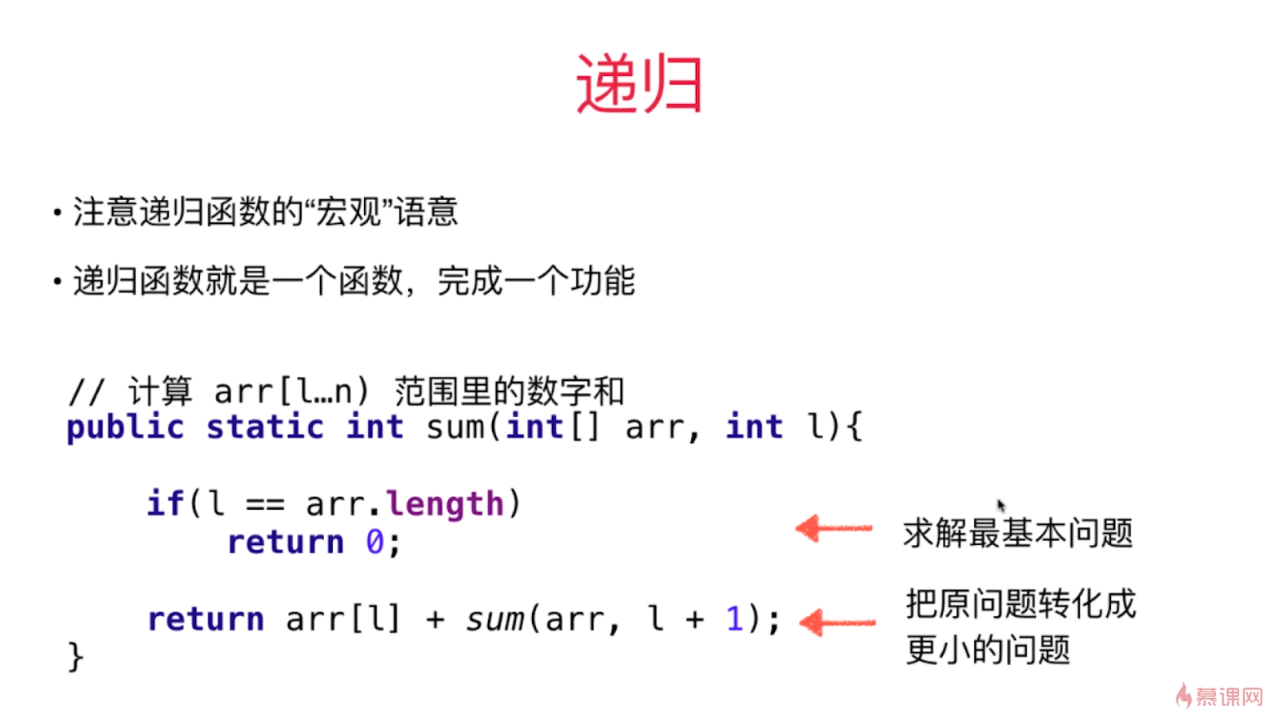 递归
• 注意递归函数的“宏观”语意
• 递归函数就是一个函数，完成一个功能
// 计算 arr[l…n) 范围里的数字和
public static int sum(int[] arr, int l){
if(l == arr.length)
return 0;
求解最基本问题
return arr[l] + sum(arr, l + 1);
把原问题转化成
更小的问题
}
慕课网